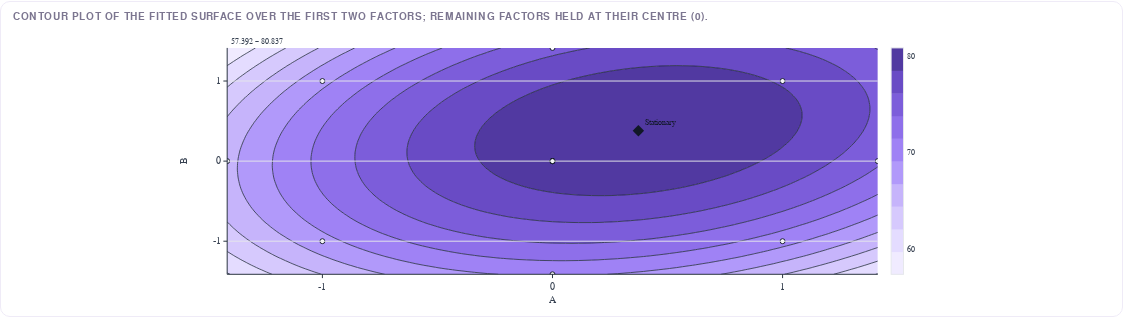 CONTOUR PLOT OF THE FITTED SURFACE OVER THE FIRST TWO FACTORS; REMAINING FACTORS HELD AT THEIR CENTRE (0).
57.392 – 80.837
80
1
Stationary
70
B
0
-1
60
-1
0
1
A